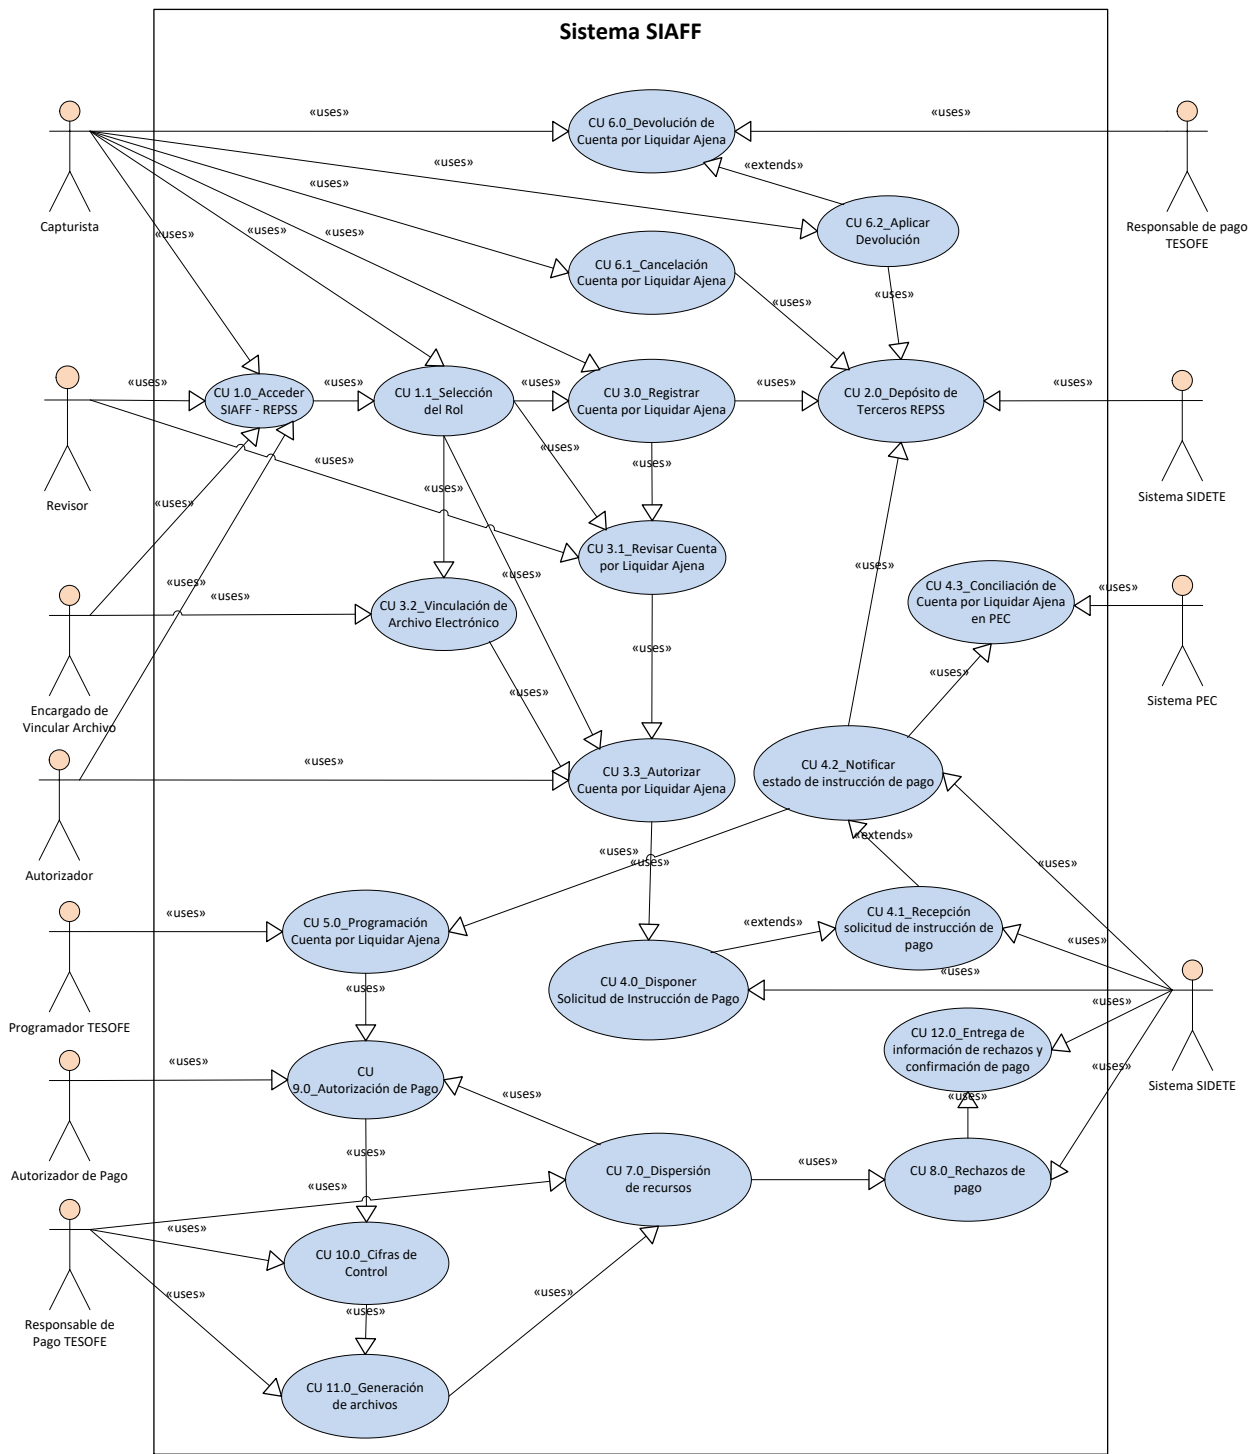 Sistema SIAFF
«uses»
«uses»
CU 6.0_Devolución de
Cuenta por Liquidar Ajena
«uses»
«extends»
«uses»
Capturista
CU 6.2_Aplicar
Devolución
Responsable de pago
TESOFE
«uses»
«uses»
«uses»
CU 6.1_Cancelación
Cuenta por Liquidar Ajena
«uses»
«uses»
«uses»
CU 1.0_Acceder
SIAFF - REPSS
«uses»
CU 1.1_Selección
del Rol
«uses»
CU 3.0_Registrar
Cuenta por Liquidar Ajena
«uses»
CU 2.0_Depósito de
Terceros REPSS
«uses»
«uses»
«uses»
«uses»
«uses»
Revisor
«uses»
Sistema SIDETE
CU 3.1_Revisar Cuenta
por Liquidar Ajena
«uses»
«uses»
«uses»
«uses»
CU 4.3_Conciliación de
Cuenta por Liquidar Ajena
en PEC
«uses»
CU 3.2_Vinculación de
Archivo Electrónico
«uses»
«uses»
Encargado de
Vincular Archivo
«uses»
«uses»
Sistema PEC
«uses»
CU 3.3_Autorizar
Cuenta por Liquidar Ajena
CU 4.2_Notificar
estado de instrucción de pago
«extends»
Autorizador
«uses»
«uses»
«uses»
«uses»
CU 5.0_Programación
Cuenta por Liquidar Ajena
«extends»
CU 4.1_Recepción
solicitud de instrucción de
pago
«uses»
«uses»
«uses»
CU 4.0_Disponer
Solicitud de Instrucción de Pago
«uses»
Programador TESOFE
CU 12.0_Entrega de
información de rechazos y
confirmación de pago
«uses»
CU
9.0_Autorización de Pago
«uses»
Sistema SIDETE
«uses»
«uses»
Autorizador de Pago
CU 7.0_Dispersión
de recursos
«uses»
CU 8.0_Rechazos de
pago
«uses»
«uses»
CU 10.0_Cifras de
Control
«uses»
«uses»
«uses»
Responsable de
Pago TESOFE
CU 11.0_Generación
de archivos